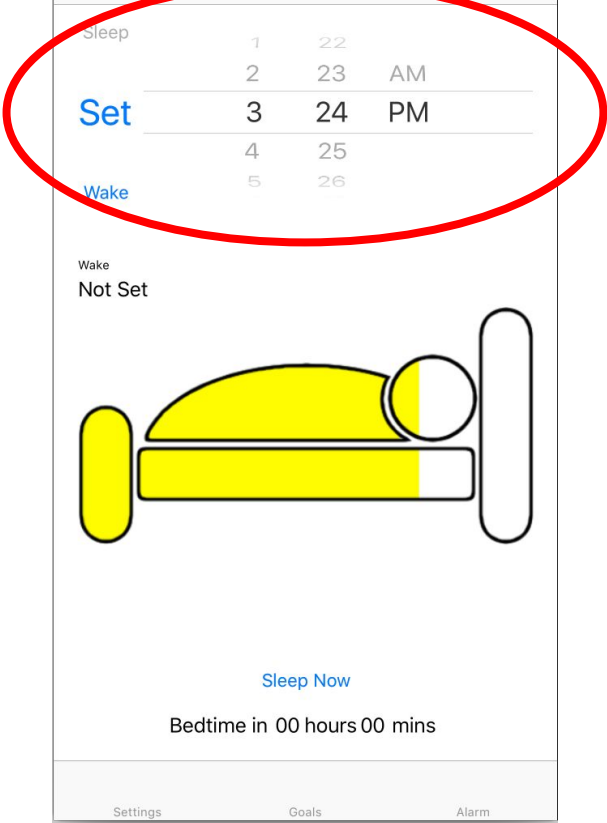 Sleep
1 22
2 23 AM
Set 3 24 PM
4 25
5 26
Wake
Wake
Not Set
Sleep Now
Bedtime in 00 hours 00 mins
Settings Goals Alarm